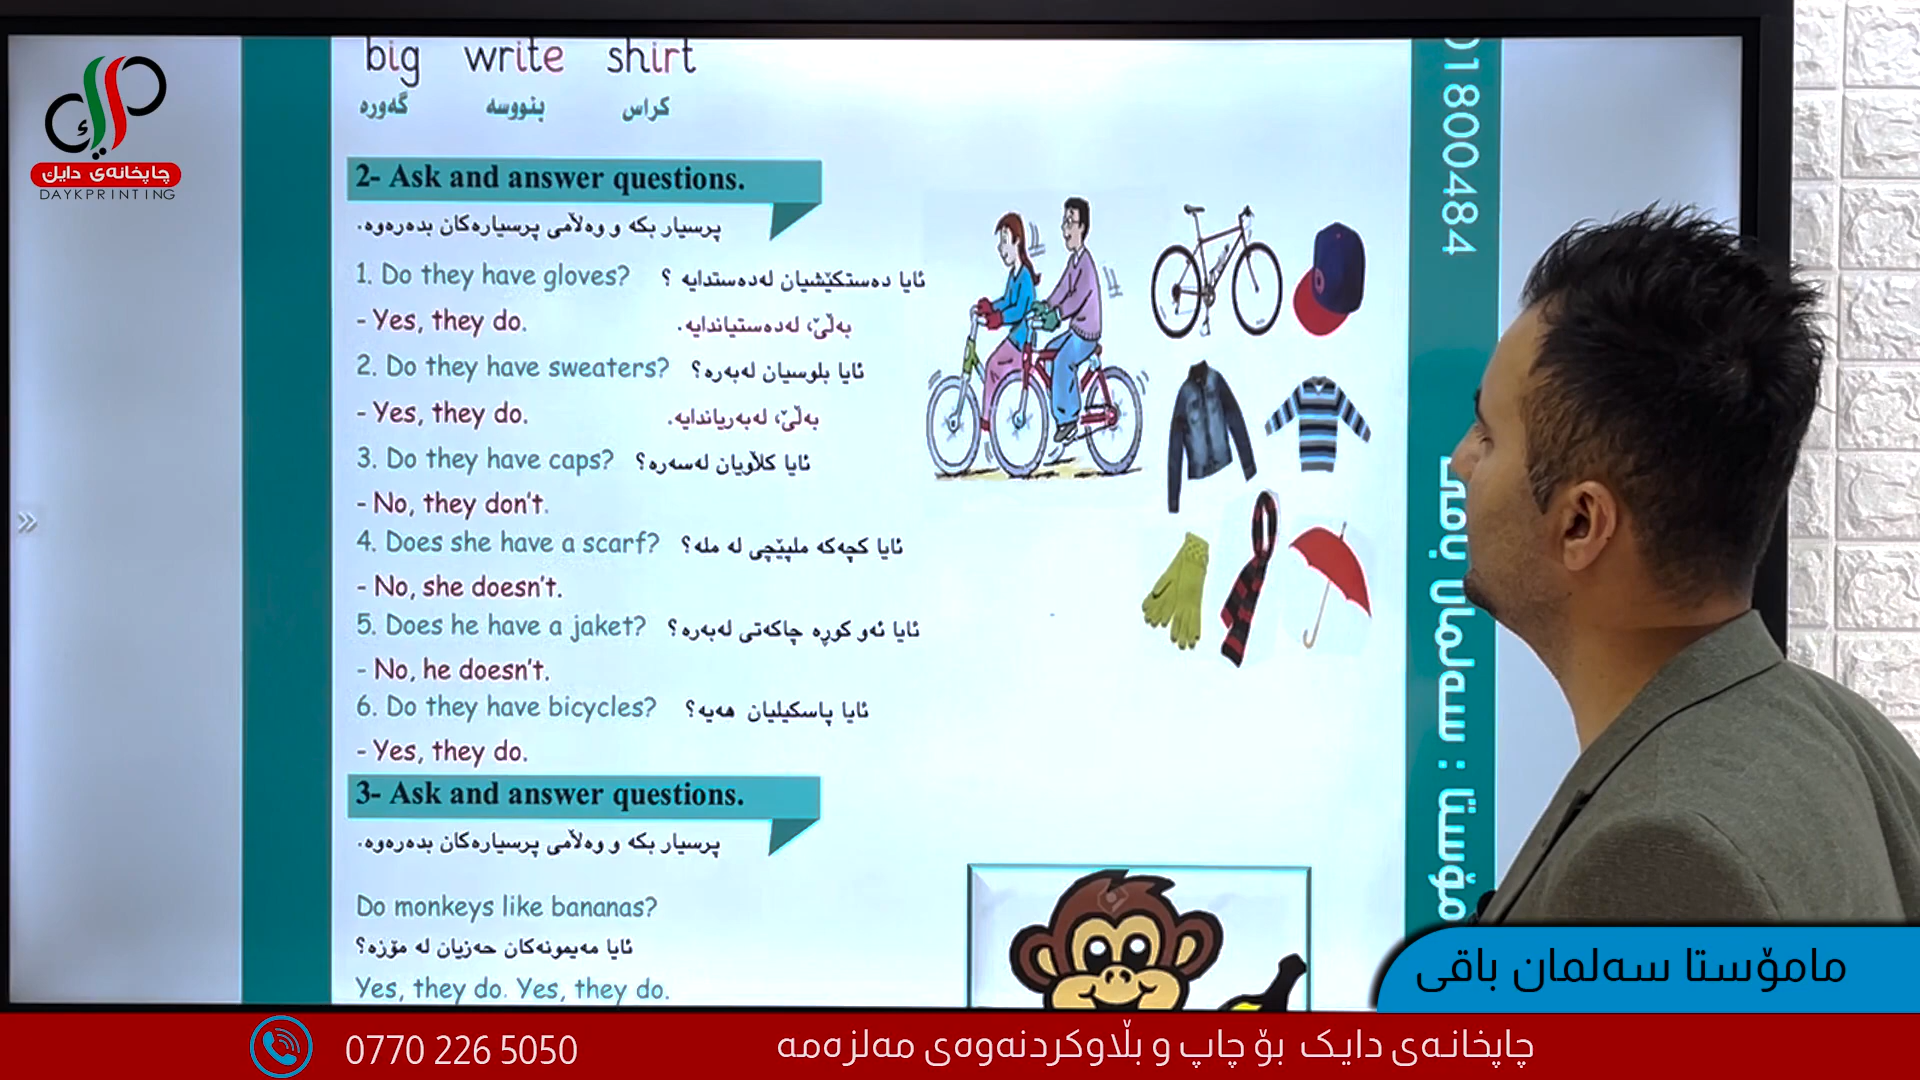 big write shirt
گەورە بنووسە کراس
2- Ask and answer questions.
پرسیار بکە و وەڵامی پرسیارەکان بدەرەوە.
1. Do they have gloves? ئایا دەستکێشیان لەدەستدایە ؟
- Yes, they do. بەڵێ، لەدەستیاندایە.
2. Do they have sweaters? ئایا بلوسیان لەبەرە؟
- Yes, they do. بەڵێ، لەبەریاندایە.
3. Do they have caps? ئایا کڵاویان لەسەرە؟
- No, they don't.
4. Does she have a scarf? ئایا کچەکە ملپێچی لە ملە؟
- No, she doesn't.
5. Does he have a jaket? ئایا ئەو کوڕە چاکەتی لەبەرە؟
- No, he doesn't.
6. Do they have bicycles? ئایا پاسکیلیان هەیە؟
- Yes, they do.
3- Ask and answer questions.
پرسیار بکە و وەڵامی پرسیارەکان بدەرەوە.
Do monkeys like bananas?
ئایا مەیمونەکان حەزیان لە مۆزە؟
Yes, they do. Yes, they do.
01800484
سەلمان باقی : مۆستا
دایک
چاپخانەی دایك
DAYKPRINTING
مامۆستا سەلمان باقی
0770 226 5050
چاپخانەی دایک بۆ چاپ و بڵاوکردنەوەی مەلزەمە